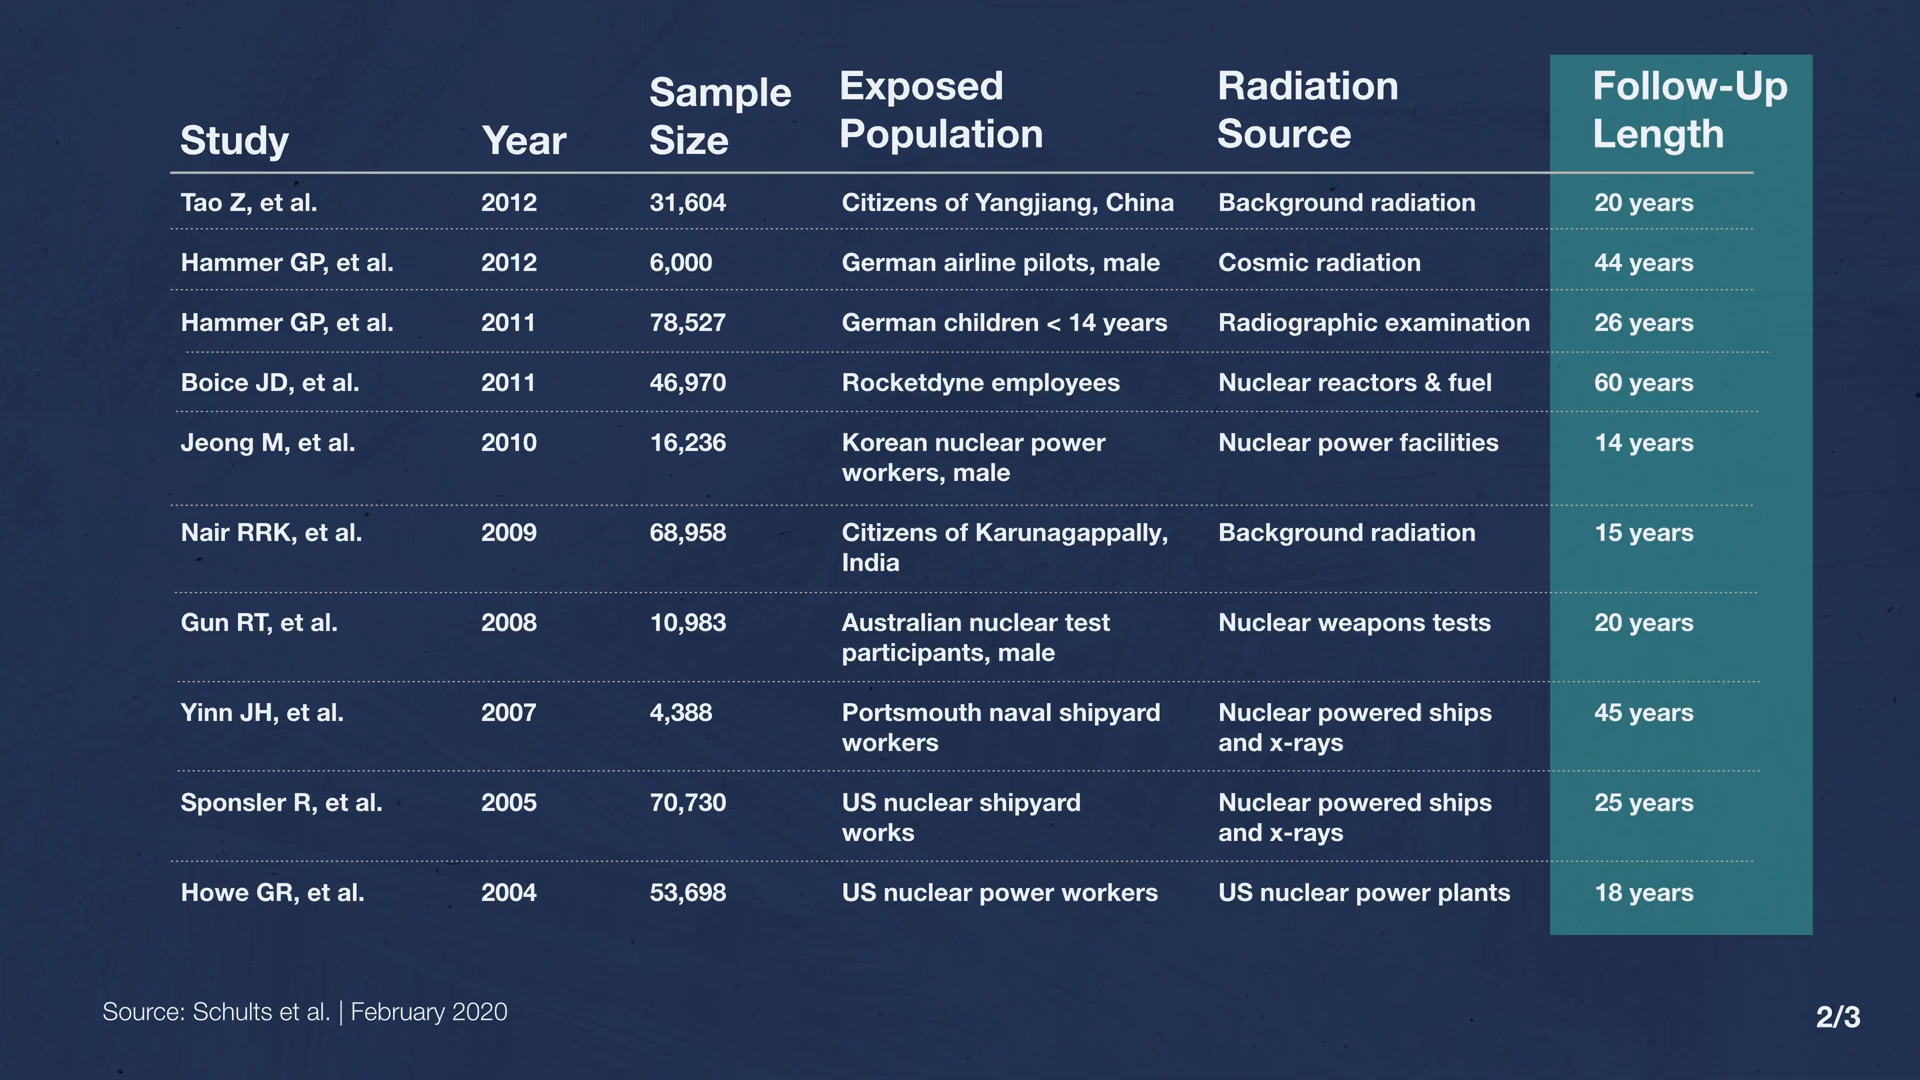 Study Year Sample Size Exposed Population Radiation Source Follow-Up Length
Tao Z, et al. 2012 31,604 Citizens of Yangjiang, China Background radiation 20 years
Hammer GP, et al. 2012 6,000 German airline pilots, male Cosmic radiation 44 years
Hammer GP, et al. 2011 78,527 German children < 14 years Radiographic examination 26 years
Boice JD, et al. 2011 46,970 Rocketdyne employees Nuclear reactors & fuel 60 years
Jeong M, et al. 2010 16,236 Korean nuclear power workers, male Nuclear power facilities 14 years
Nair RRK, et al. 2009 68,958 Citizens of Karunagappally, India Background radiation 15 years
Gun RT, et al. 2008 10,983 Australian nuclear test participants, male Nuclear weapons tests 20 years
Yinn JH, et al. 2007 4,388 Portsmouth naval shipyard workers Nuclear powered ships and x-rays 45 years
Sponsler R, et al. 2005 70,730 US nuclear shipyard works Nuclear powered ships and x-rays 25 years
Howe GR, et al. 2004 53,698 US nuclear power workers US nuclear power plants 18 years
Source: Schults et al. | February 2020
2/3